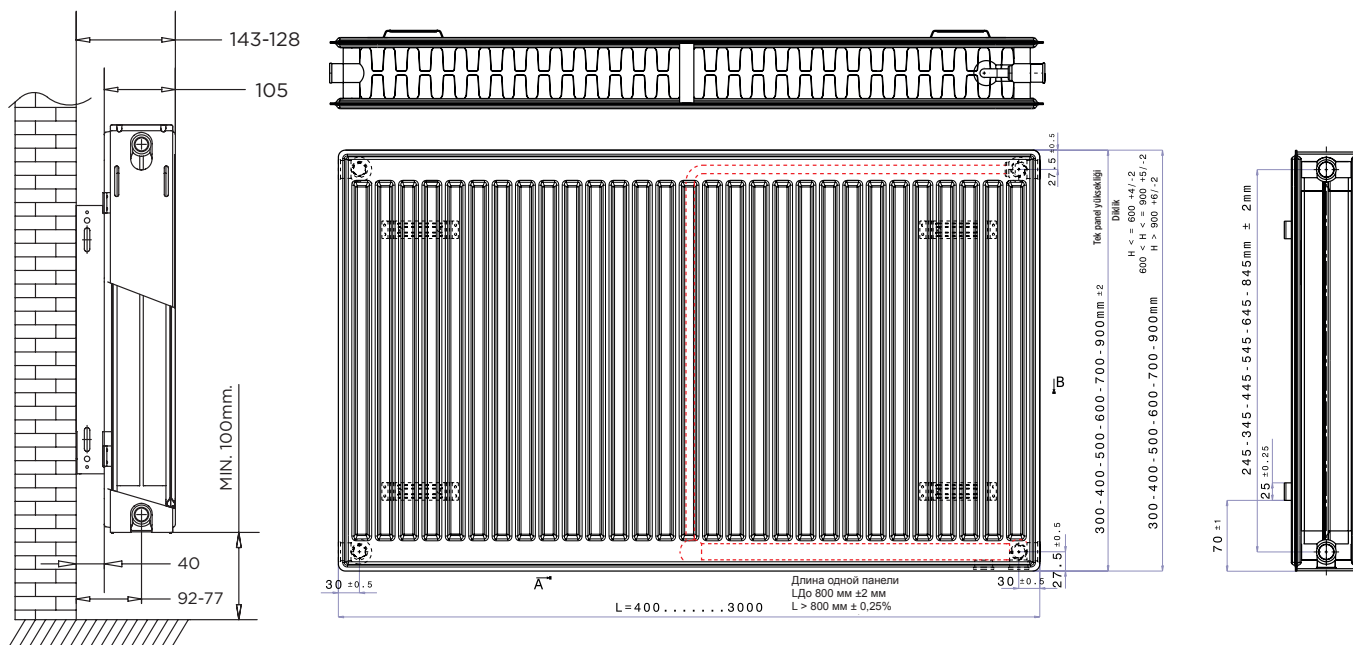 143-128
105
MIN. 100mm.
40
92-77
27.5 ±0.5
Tek panel yüksekliği
Diklik
H < = 600 +4/-2
600 < H < = 900 +5/-2
H > 900 +6/-2
300-400-500-600-700-900mm ±2
300-400-500-600-700-900mm
B
A
30 ±0.5
L=400.......3000
Длина одной панели
LДо 800 мм ±2 мм
L > 800 мм ± 0,25%
30 ±0.5
27.5 ±0.5
245-345-445-545-645-845mm ± 2mm
25 ±0.25
70 ±1